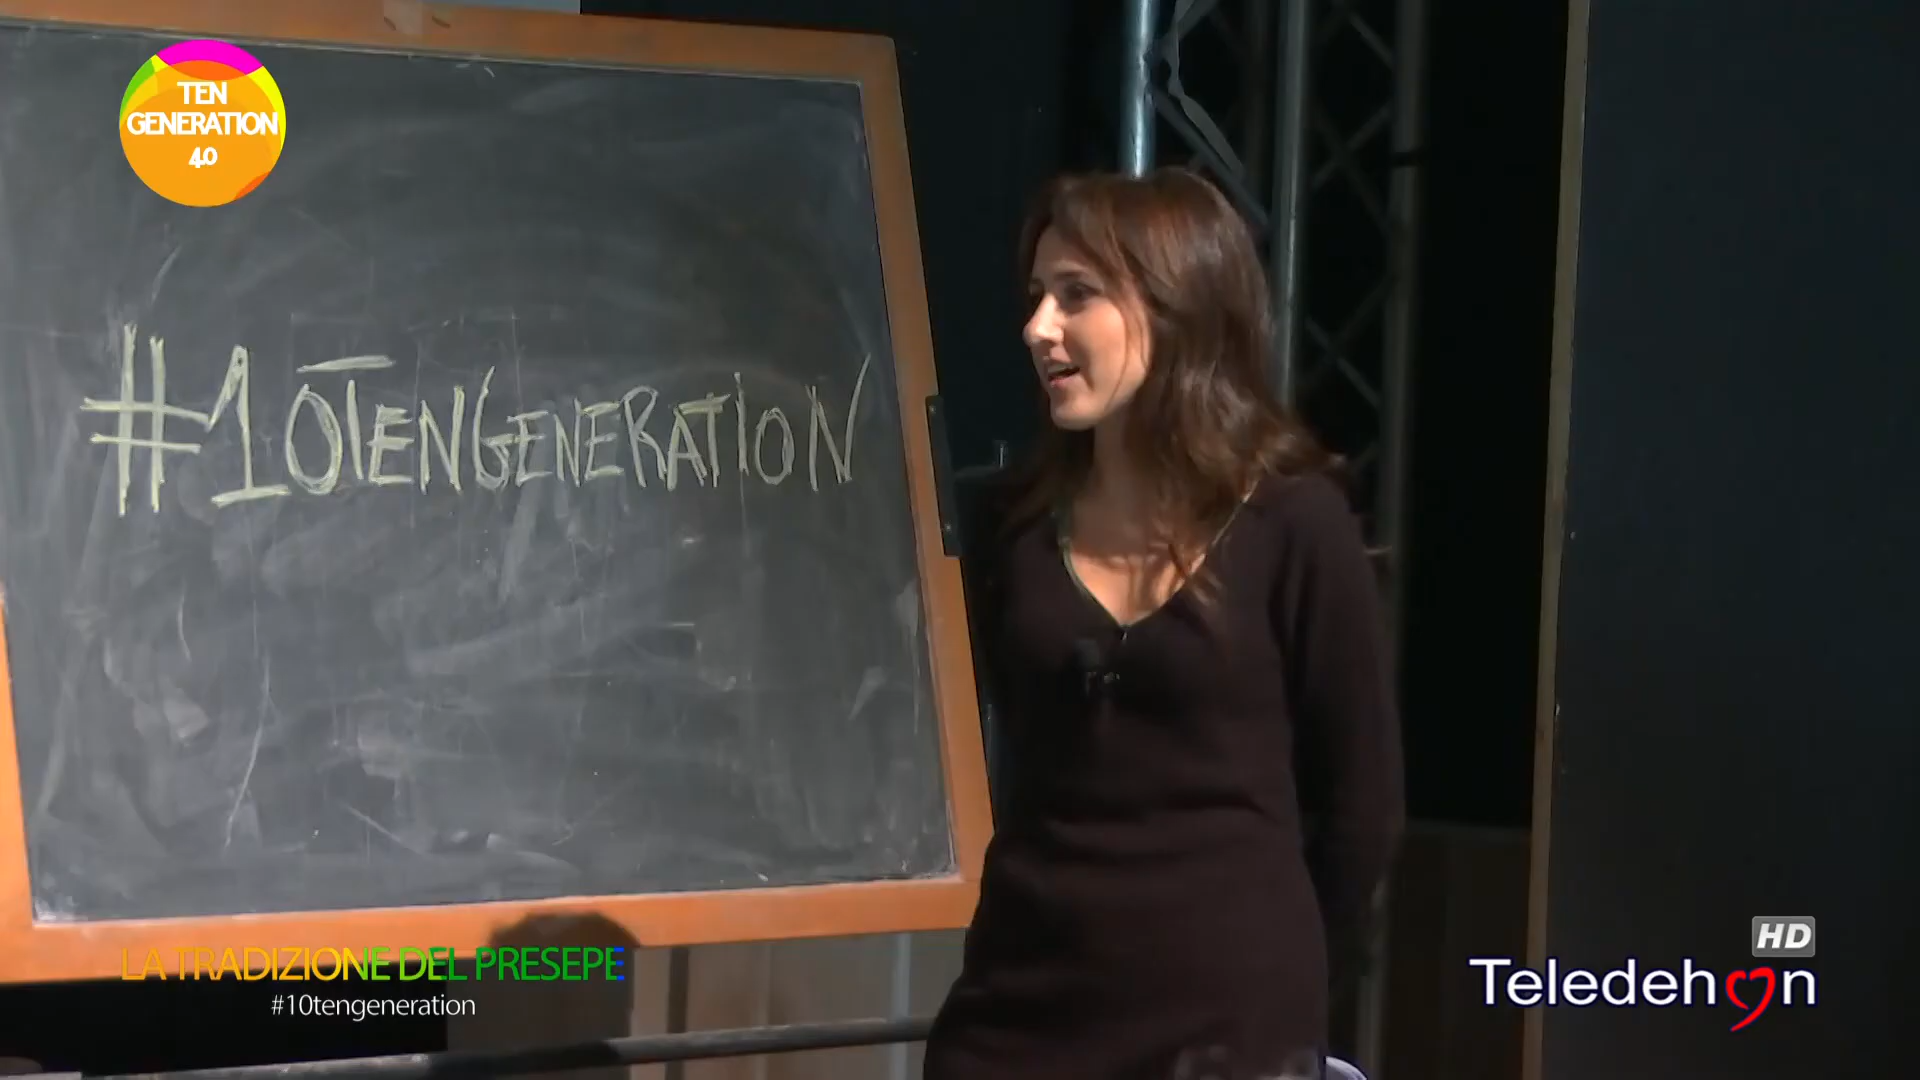 TEN
GENERATION
4.0
#10TENGENERATION
LA TRADIZIONE DEL PRESEPE
#10tengeneration
HD
Teledehon